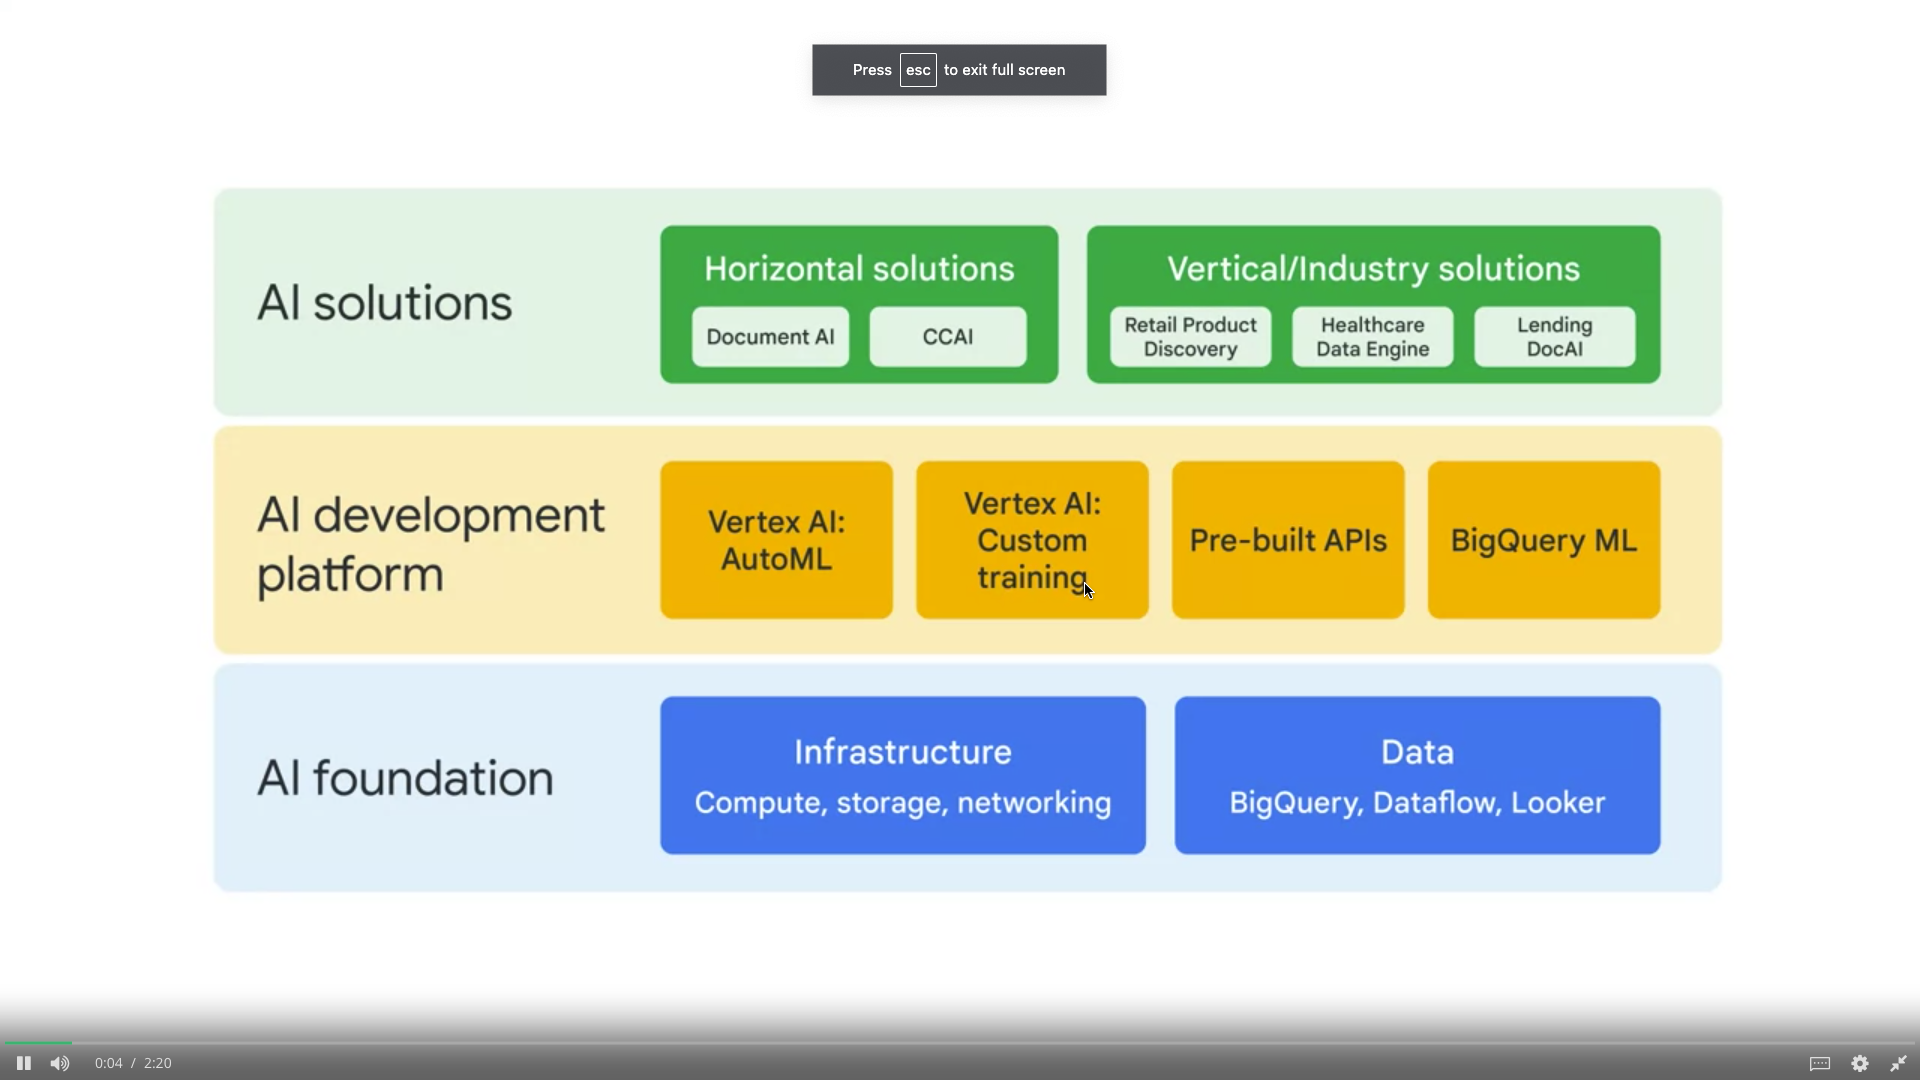 Press esc to exit full screen
AI solutions
Horizontal solutions
Document AI
CCAI
Vertical/Industry solutions
Retail Product
Discovery
Healthcare
Data Engine
Lending
DocAI
AI development
platform
Vertex AI:
AutoML
Vertex AI:
Custom
training
Pre-built APIs
BigQuery ML
AI foundation
Infrastructure
Compute, storage, networking
Data
BigQuery, Dataflow, Looker
0:04 / 2:20